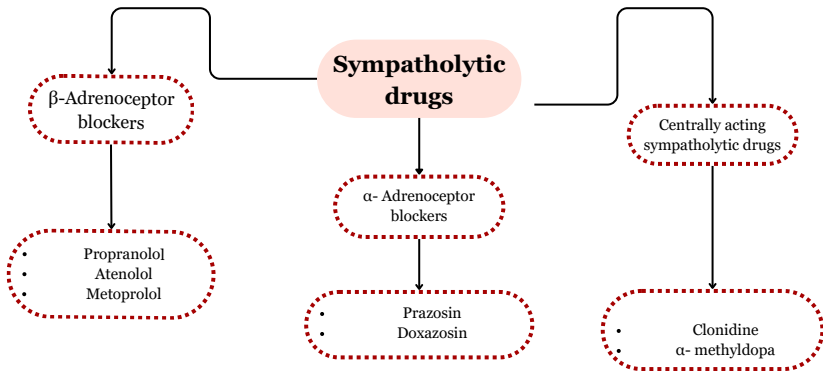 Sympatholytic
drugs
β-Adrenoceptor
blockers
• Propranolol
• Atenolol
• Metoprolol
α- Adrenoceptor
blockers
• Prazosin
• Doxazosin
Centrally acting
sympatholytic drugs
• Clonidine
• α- methyldopa